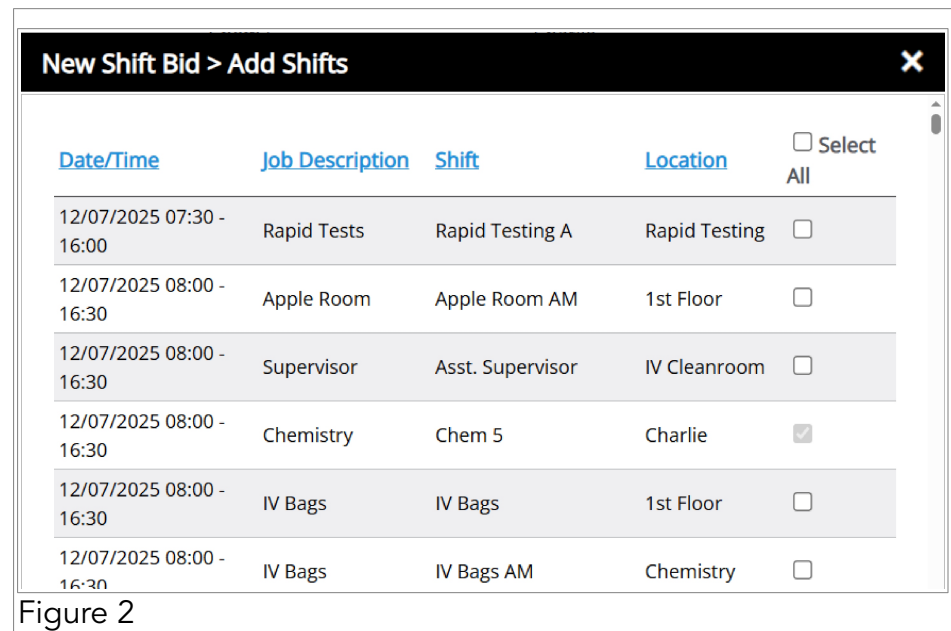 New Shift Bid > Add Shifts
Date/Time Job Description Shift Location Select All
12/07/2025 07:30 - 16:00 Rapid Tests Rapid Testing A Rapid Testing
12/07/2025 08:00 - 16:30 Apple Room Apple Room AM 1st Floor
12/07/2025 08:00 - 16:30 Supervisor Asst. Supervisor IV Cleanroom
12/07/2025 08:00 - 16:30 Chemistry Chem 5 Charlie
12/07/2025 08:00 - 16:30 IV Bags IV Bags 1st Floor
12/07/2025 08:00 - 16:30 IV Bags IV Bags AM Chemistry
Figure 2